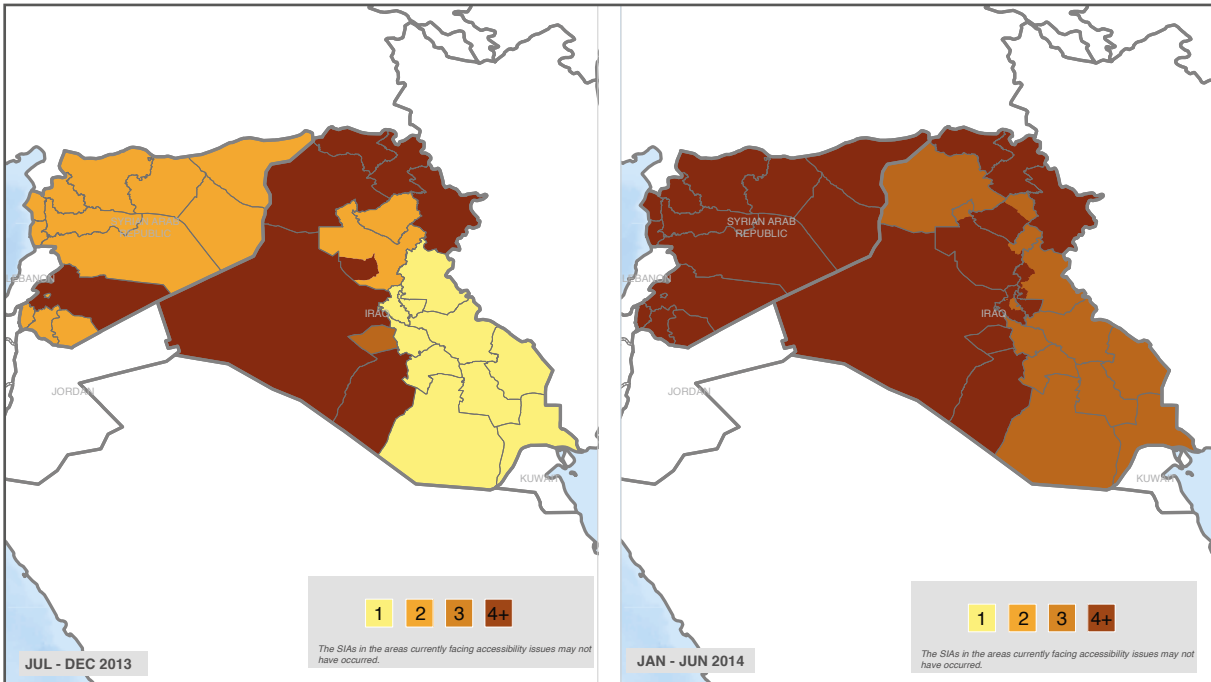 SYRIAN ARAB
REPUBLIC
LEBANON
IRAQ
JORDAN
KUWAIT
1 2 3 4+
The SIAs in the areas currently facing accessibility issues may not
have occurred.
JUL - DEC 2013
SYRIAN ARAB
REPUBLIC
LEBANON
IRAQ
JORDAN
KUWAIT
1 2 3 4+
The SIAs in the areas currently facing accessibility issues may not
have occurred.
JAN - JUN 2014